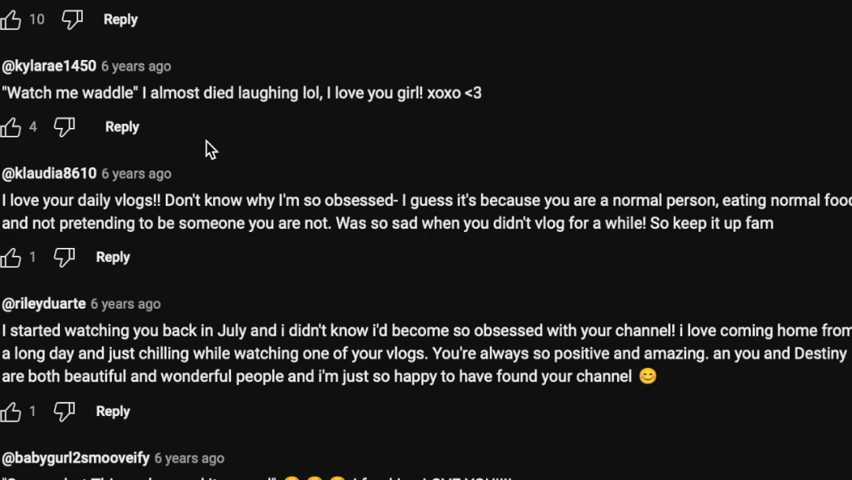 10 Reply
@kylarae1450 6 years ago
"Watch me waddle" I almost died laughing lol, I love you girl! xoxo <3
4 Reply
@klaudia8610 6 years ago
I love your daily vlogs!! Don't know why I'm so obsessed- I guess it's because you are a normal person, eating normal food
and not pretending to be someone you are not. Was so sad when you didn't vlog for a while! So keep it up fam
1 Reply
@rileyduarte 6 years ago
I started watching you back in July and i didn't know i'd become so obsessed with your channel! i love coming home from
a long day and just chilling while watching one of your vlogs. You're always so positive and amazing. an you and Destiny
are both beautiful and wonderful people and i'm just so happy to have found your channel 😊
1 Reply
@babygurl2smooveify 6 years ago